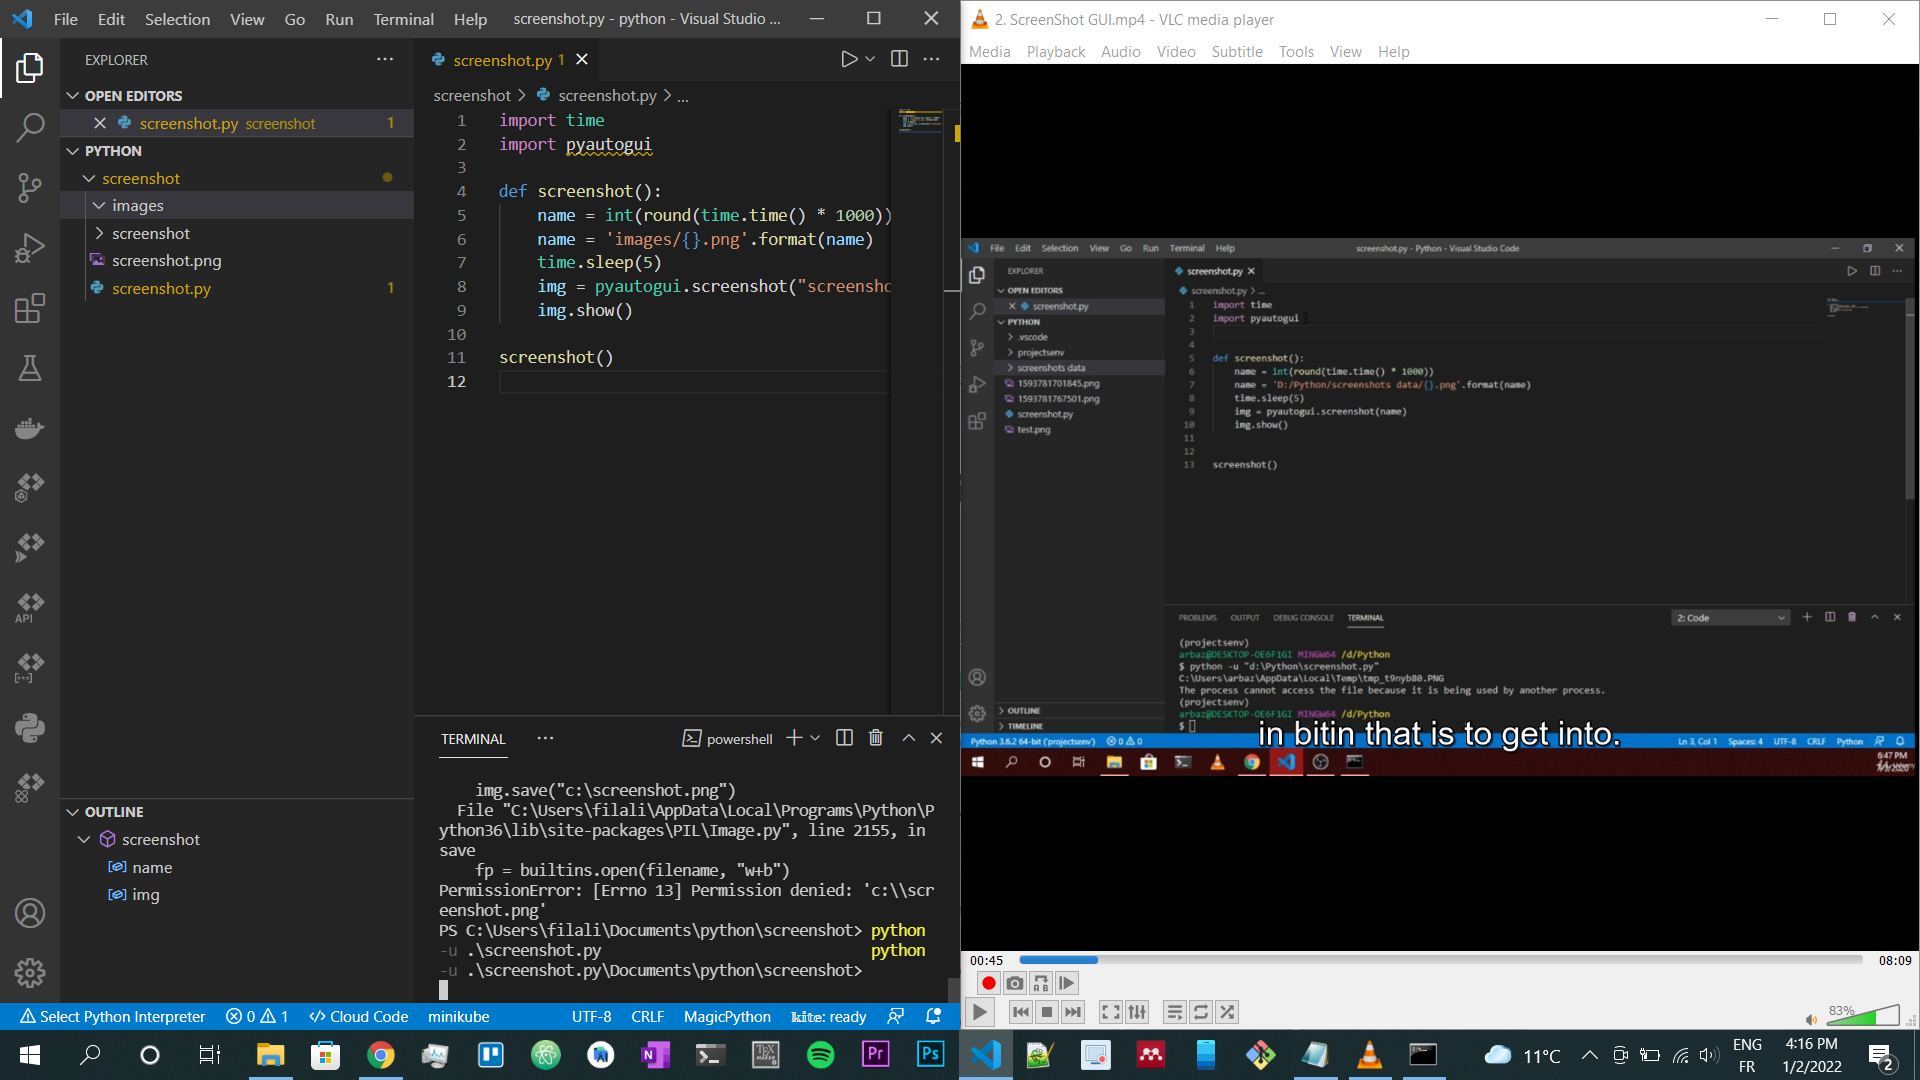 File Edit Selection View Go Run Terminal Help screenshot.py - python - Visual Studio ...
EXPLORER
OPEN EDITORS
screenshot.py screenshot 1
PYTHON
screenshot
images
screenshot
screenshot.png
screenshot.py 1
OUTLINE
screenshot
name
img
screenshot.py 1
screenshot > screenshot.py > ...
1 import time
2 import pyautogui
3
4 def screenshot():
5 name = int(round(time.time() * 1000))
6 name = 'images/{}.png'.format(name)
7 time.sleep(5)
8 img = pyautogui.screenshot("screensho
9 img.show()
10
11 screenshot()
12
TERMINAL
powershell
img.save("c:\screenshot.png")
File "C:\Users\filali\AppData\Local\Programs\Python\P
ython36\lib\site-packages\PIL\Image.py", line 2155, in
save
fp = builtins.open(filename, "w+b")
PermissionError: [Errno 13] Permission denied: 'c:\\scr
eenshot.png'
PS C:\Users\filali\Documents\python\screenshot> python
-u .\screenshot.py python
-u .\screenshot.py\Documents\python\screenshot>
Select Python Interpreter 0 1 Cloud Code minikube UTF-8 CRLF MagicPython kite: ready
2. ScreenShot GUI.mp4 - VLC media player
Media Playback Audio Video Subtitle Tools View Help
File Edit Selection View Go Run Terminal Help screenshot.py - Python - Visual Studio Code
EXPLORER
OPEN EDITORS
screenshot.py
PYTHON
.vscode
projectsenv
screenshots data
1593781701845.png
1593781767501.png
screenshot.py
test.png
OUTLINE
TIMELINE
screenshot.py
screenshot.py > ...
1 import time
2 import pyautogui
3
4
5 def screenshot():
6 name = int(round(time.time() * 1000))
7 name = 'D:/Python/screenshots data/{}.png'.format(name)
8 time.sleep(5)
9 img = pyautogui.screenshot(name)
10 img.show()
11
12
13 screenshot()
PROBLEMS OUTPUT DEBUG CONSOLE TERMINAL 2: Code
(projectsenv)
arbaz@DESKTOP-OE6F1GI MINGW64 /d/Python
$ python -u "d:\Python\screenshot.py"
C:\Users\arbaz\AppData\Local\Temp\tmp_t9nyb80.PNG
The process cannot access the file because it is being used by another process.
(projectsenv)
arbaz@DESKTOP-OE6F1GI MINGW64 /d/Python
$
in bitin that is to get into.
Python 3.6.2 64-bit ('projectsenv') 0 0 Ln 3, Col 1 Spaces: 4 UTF-8 CRLF Python
6:47 PM
00:45 08:09
83%
API
11°C
ENG
FR
4:16 PM
1/2/2022
2
Pr
Ps